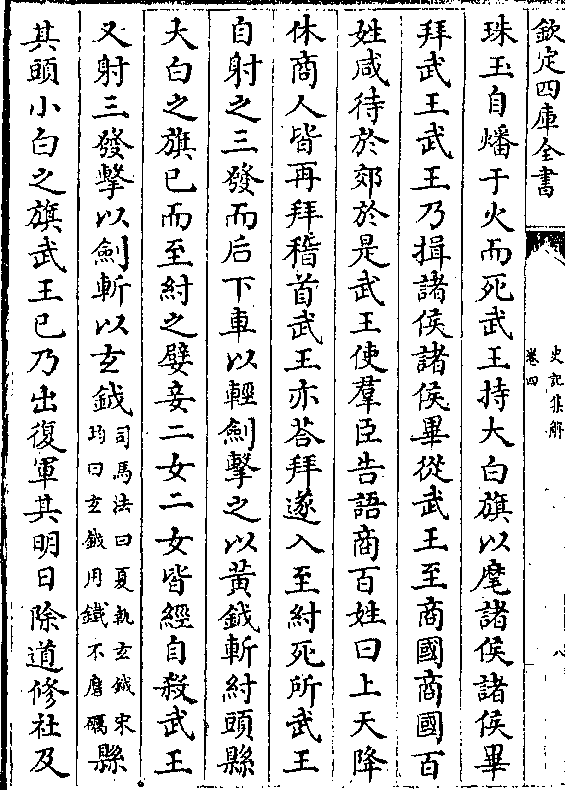 欽定四庫全書
史記集解
卷四
八
珠玉自燔于火而死武王持大白旗以麾諸侯諸侯畢
拜武王武王乃揖諸侯諸侯畢從武王至商國商國百
姓咸待於郊於是武王使羣臣告語商百姓曰上天降
休商人皆再拜稽首武王亦荅拜遂入至紂死所武王
自射之三發而后下車以輕劍擊之以黃鉞斬紂頭縣
大白之旗已而至紂之嬖妾二女二女皆經自殺武王
又射三發擊以劍斬以玄鉞司馬法曰夏執玄鉞宋均曰玄鉞用鐵不磨礪縣
其頭小白之旗武王已乃出復軍其明日除道修社及